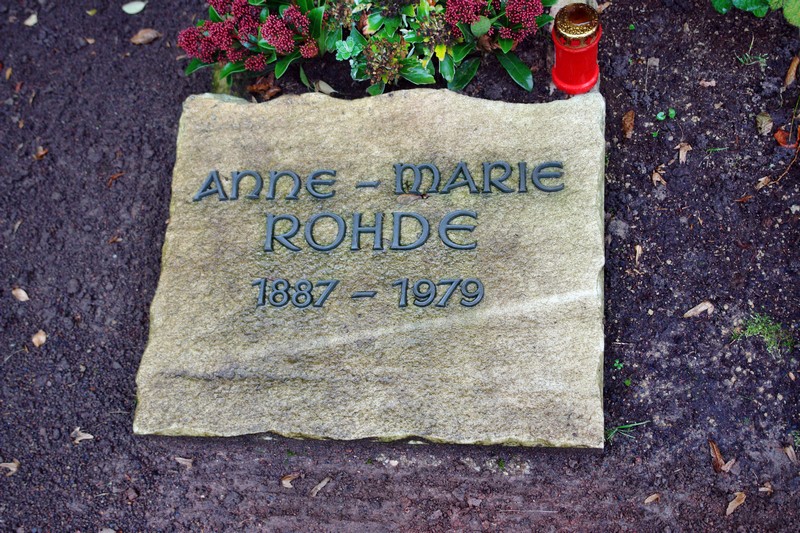 ANNE – MARIE
ROHDE
1887 – 1979